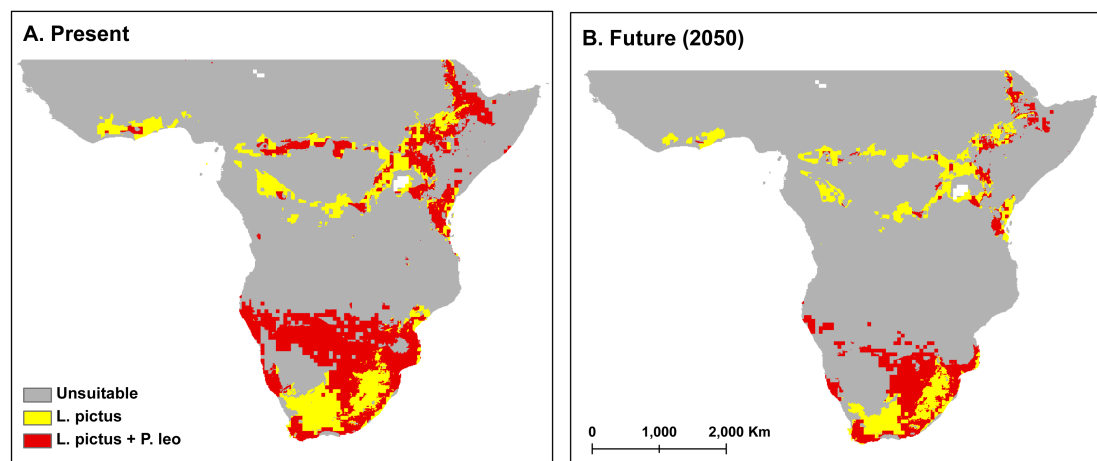 A. Present
Unsuitable
L. pictus
L. pictus + P. leo
B. Future (2050)
0 1,000 2,000 Km